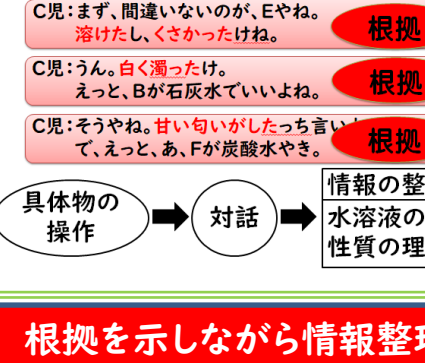 C児：まず、間違いないのが、Eやね。
溶けたし、くさかったけね。
根拠
C児：うん。白く濁ったけ。
えっと、Bが石灰水でいいよね。
根拠
C児：そうやね。甘い匂いがしたっち言い
で、えっと、あ、Fが炭酸水やき。
根拠
具体物の
操作
対話
情報の整
水溶液の
性質の理
根拠を示しながら情報整理